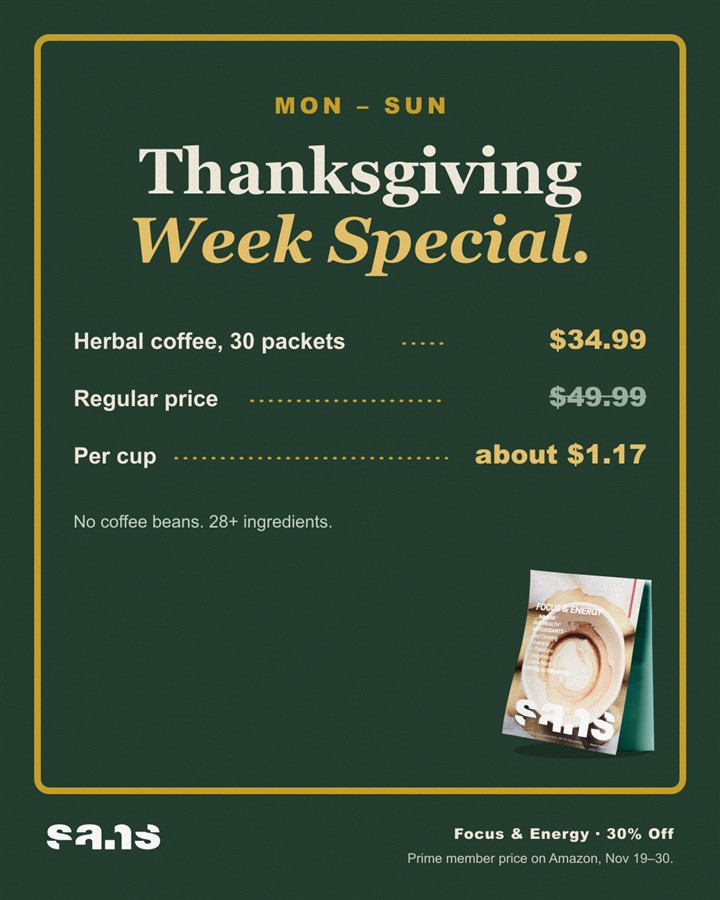 MON – SUN
Thanksgiving
Week Special.
Herbal coffee, 30 packets ..... $34.99
Regular price ..................... $49.99
Per cup .............................. about $1.17
No coffee beans. 28+ ingredients.
FOCUS & ENERGY
sans
sans
Focus & Energy · 30% Off
Prime member price on Amazon, Nov 19–30.